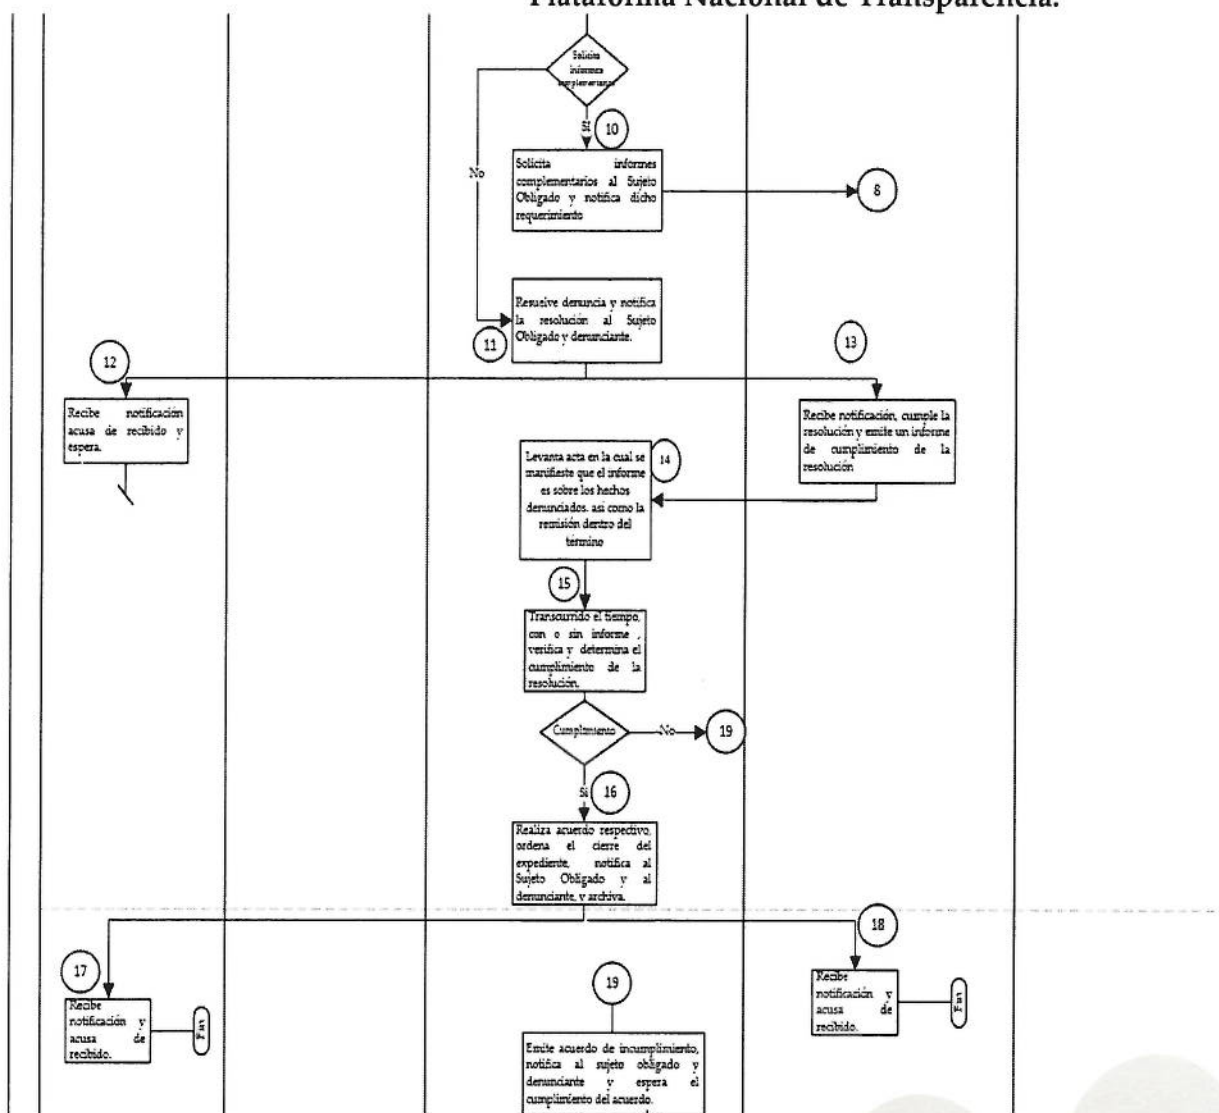 Plataforma Nacional de Transparencia.
Solicita
informes
complementarios
Si
10
No
Solicita informes
complementarios al Sujeto
Obligado y notifica dicho
requerimiento
8
Resuelve denuncia y notifica
la resolución al Sujeto
Obligado y denunciante.
11
12
13
Recibe notificación
acusa de recibido y
espera.
Recibe notificación, cumple la
resolución y emite un informe
de cumplimiento de la
resolución
Levanta acta en la cual se
manifieste que el informe
es sobre los hechos
denunciados. asi como la
remisión dentro del
término
14
15
Transcurrido el tiempo,
con o sin informe ,
verifica y determina el
cumplimiento de la
resolución.
Cumplimiento
No
19
Si
16
Realiza acuerdo respectivo,
ordena el cierre del
expediente, notifica al
Sujeto Obligado y al
denunciante, y archiva.
17
18
19
Recibe
notificación y
acusa de
recibido.
Fin
Recibe
notificación y
acusa de
recibido.
Fin
Emite acuerdo de incumplimiento,
notifica al sujeto obligado y
denunciante y espera el
cumplimiento del acuerdo.